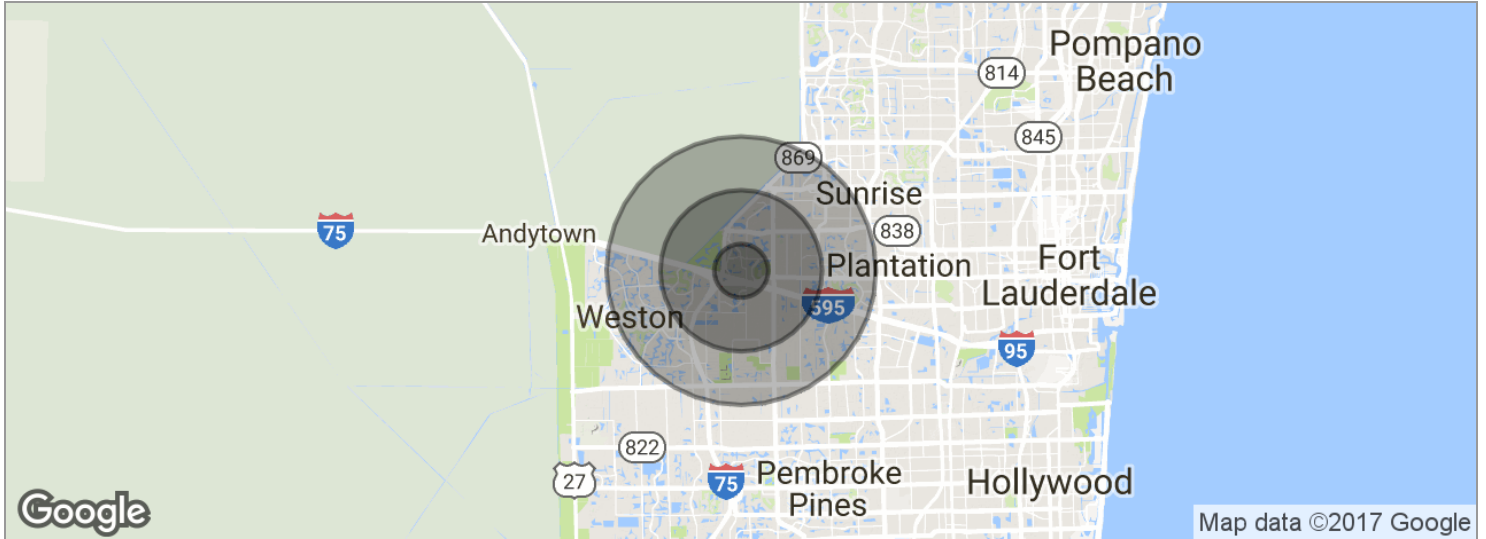 Pompano
Beach
814
845
869
Sunrise
75
Andytown
838
Plantation
Fort
Lauderdale
595
Weston
95
822
27
75
Pembroke
Pines
Hollywood
Google
Map data ©2017 Google